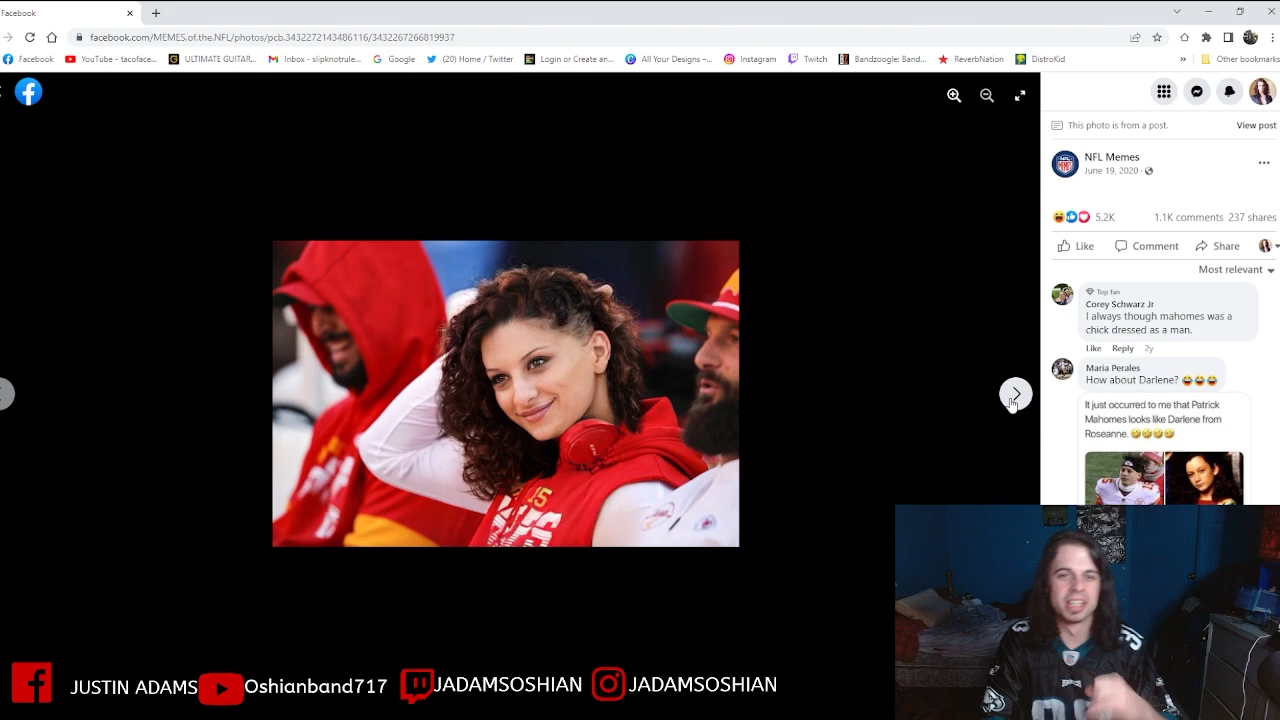 Facebook
facebook.com/MEMES.of.the.NFL/photos/pcb.3432272143486116/3432267266819937
Facebook
YouTube - tacoface...
ULTIMATE GUITAR...
Inbox - slipknotrule...
Google
(20) Home / Twitter
Login or Create an...
All Your Designs –...
Instagram
Twitch
Bandzoogle: Band...
ReverbNation
DistroKid
»
Other bookmarks
This photo is from a post.
View post
NFL Memes
June 19, 2020 ·
5.2K
1.1K comments 237 shares
Like
Comment
Share
Most relevant
Top fan
Corey Schwarz Jr
I always though mahomes was a
chick dressed as a man.
Like Reply 2y
Maria Perales
How about Darlene? 😂😂😂
It just occurred to me that Patrick
Mahomes looks like Darlene from
Roseanne. 🤣🤣🤣🤣
15
JUSTIN ADAMS
Oshianband717
JADAMSOSHIAN
JADAMSOSHIAN